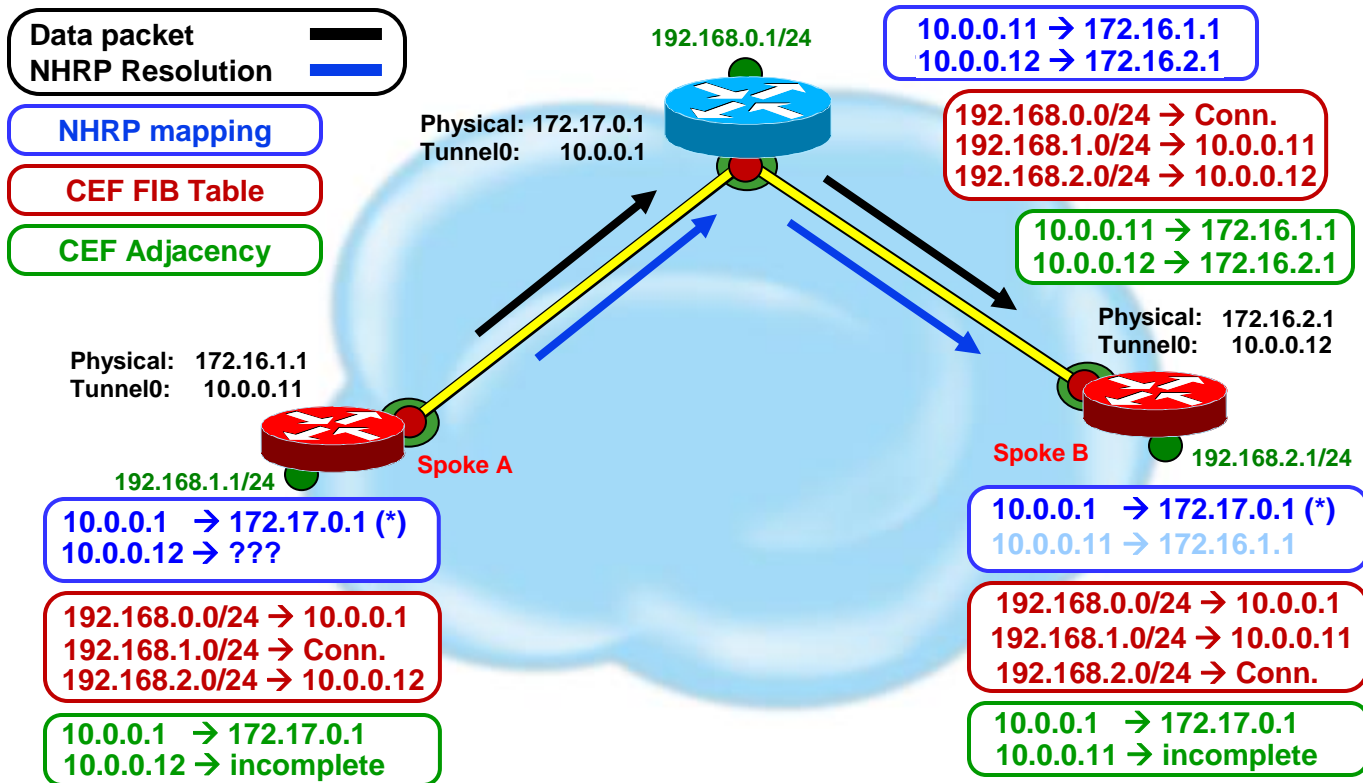 Data packet
NHRP Resolution
NHRP mapping
CEF FIB Table
CEF Adjacency
192.168.0.1/24
Physical: 172.17.0.1
Tunnel0: 10.0.0.1
10.0.0.11 → 172.16.1.1
10.0.0.12 → 172.16.2.1
192.168.0.0/24 → Conn.
192.168.1.0/24 → 10.0.0.11
192.168.2.0/24 → 10.0.0.12
10.0.0.11 → 172.16.1.1
10.0.0.12 → 172.16.2.1
Physical: 172.16.1.1
Tunnel0: 10.0.0.11
Spoke A
192.168.1.1/24
10.0.0.1 → 172.17.0.1 (*)
10.0.0.12 → ???
192.168.0.0/24 → 10.0.0.1
192.168.1.0/24 → Conn.
192.168.2.0/24 → 10.0.0.12
10.0.0.1 → 172.17.0.1
10.0.0.12 → incomplete
Physical: 172.16.2.1
Tunnel0: 10.0.0.12
Spoke B
192.168.2.1/24
10.0.0.1 → 172.17.0.1 (*)
10.0.0.11 → 172.16.1.1
192.168.0.0/24 → 10.0.0.1
192.168.1.0/24 → 10.0.0.11
192.168.2.0/24 → Conn.
10.0.0.1 → 172.17.0.1
10.0.0.11 → incomplete